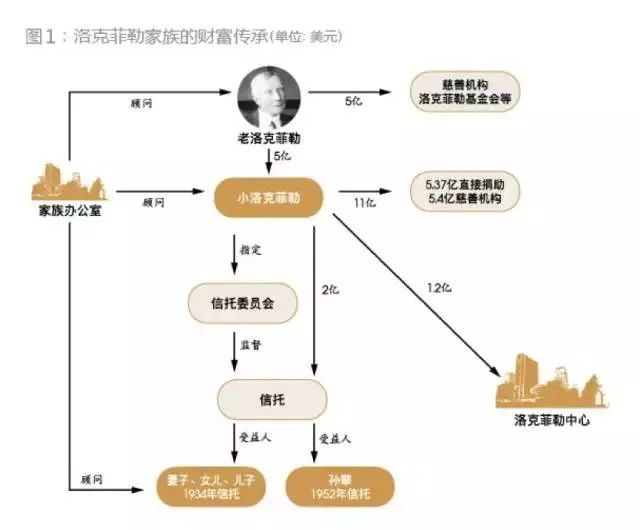 图1：洛克菲勒家族的财富传承(单位: 美元)
顾问
老洛克菲勒
5亿
慈善机构
洛克菲勒基金会等
5亿
家族办公室
顾问
小洛克菲勒
11亿
5.37亿直接捐助
5.4亿慈善机构
指定
2亿
1.2亿
信托委员会
监督
信托
洛克菲勒中心
受益人
受益人
顾问
妻子、女儿、儿子
1934年信托
孙辈
1952年信托